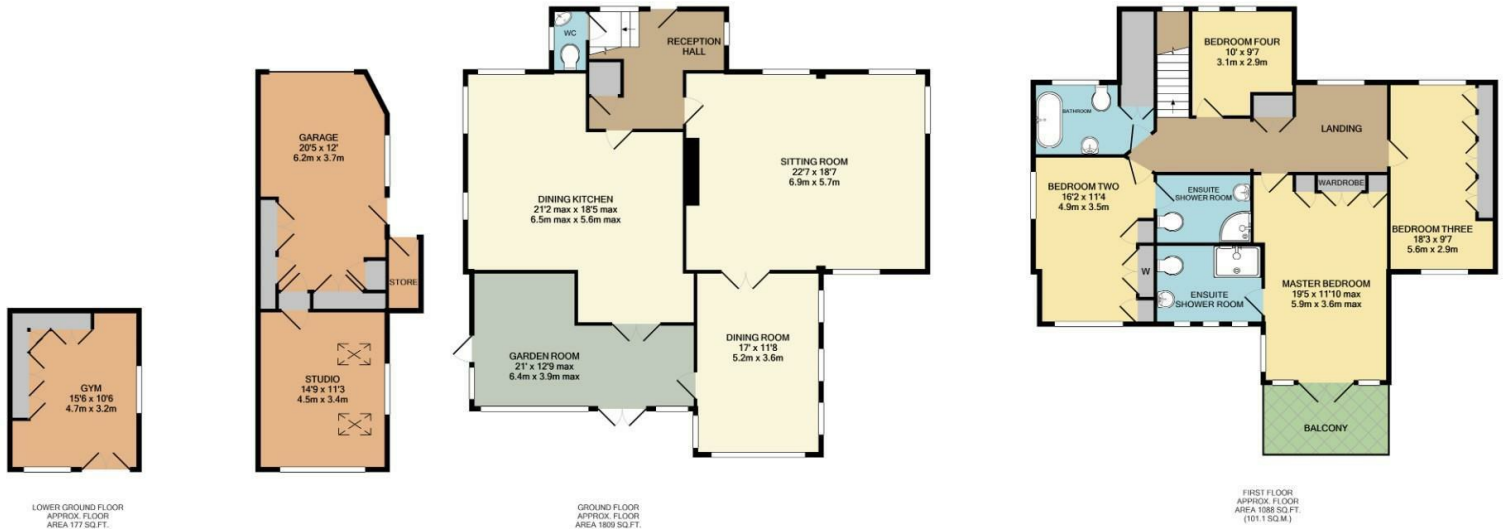 GYM
15'6 x 10'6
4.7m x 3.2m
LOWER GROUND FLOOR
APPROX. FLOOR
AREA 177 SQ.FT.
GARAGE
20'5 x 12'
6.2m x 3.7m
STORE
STUDIO
14'9 x 11'3
4.5m x 3.4m
WC
RECEPTION
HALL
DINING KITCHEN
21'2 max x 18'5 max
6.5m max x 5.6m max
SITTING ROOM
22'7 x 18'7
6.9m x 5.7m
GARDEN ROOM
21' x 12'9 max
6.4m x 3.9m max
DINING ROOM
17' x 11'8
5.2m x 3.6m
GROUND FLOOR
APPROX. FLOOR
AREA 1809 SQ.FT.
BEDROOM FOUR
10' x 9'7
3.1m x 2.9m
BATHROOM
LANDING
BEDROOM TWO
16'2 x 11'4
4.9m x 3.5m
ENSUITE
SHOWER ROOM
WARDROBE
BEDROOM THREE
18'3 x 9'7
5.6m x 2.9m
W
ENSUITE
SHOWER ROOM
MASTER BEDROOM
19'5 x 11'10 max
5.9m x 3.6m max
BALCONY
FIRST FLOOR
APPROX. FLOOR
AREA 1088 SQ.FT.
(101.1 SQ.M.)